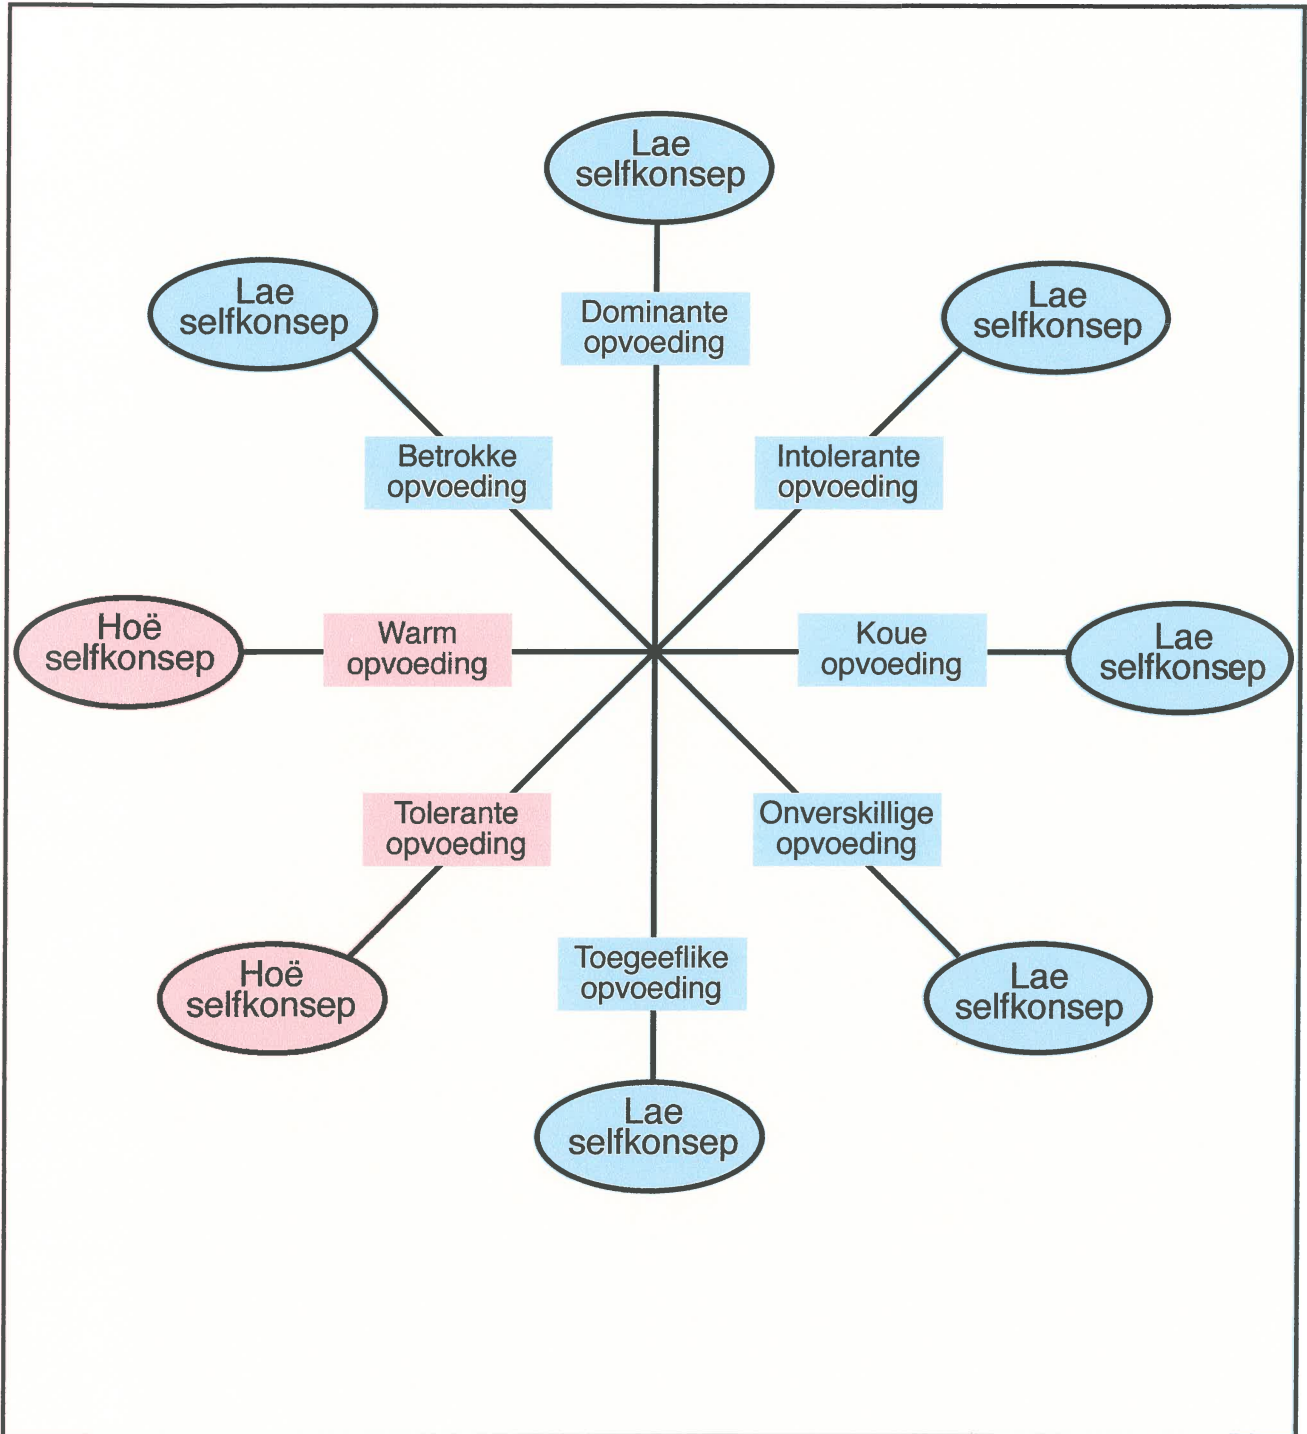 Lae
selfkonsep
Lae
selfkonsep
Lae
selfkonsep
Dominante
opvoeding
Betrokke
opvoeding
Intolerante
opvoeding
Hoë
selfkonsep
Warm
opvoeding
Koue
opvoeding
Lae
selfkonsep
Tolerante
opvoeding
Onverskillige
opvoeding
Hoë
selfkonsep
Toegeeflike
opvoeding
Lae
selfkonsep
Lae
selfkonsep